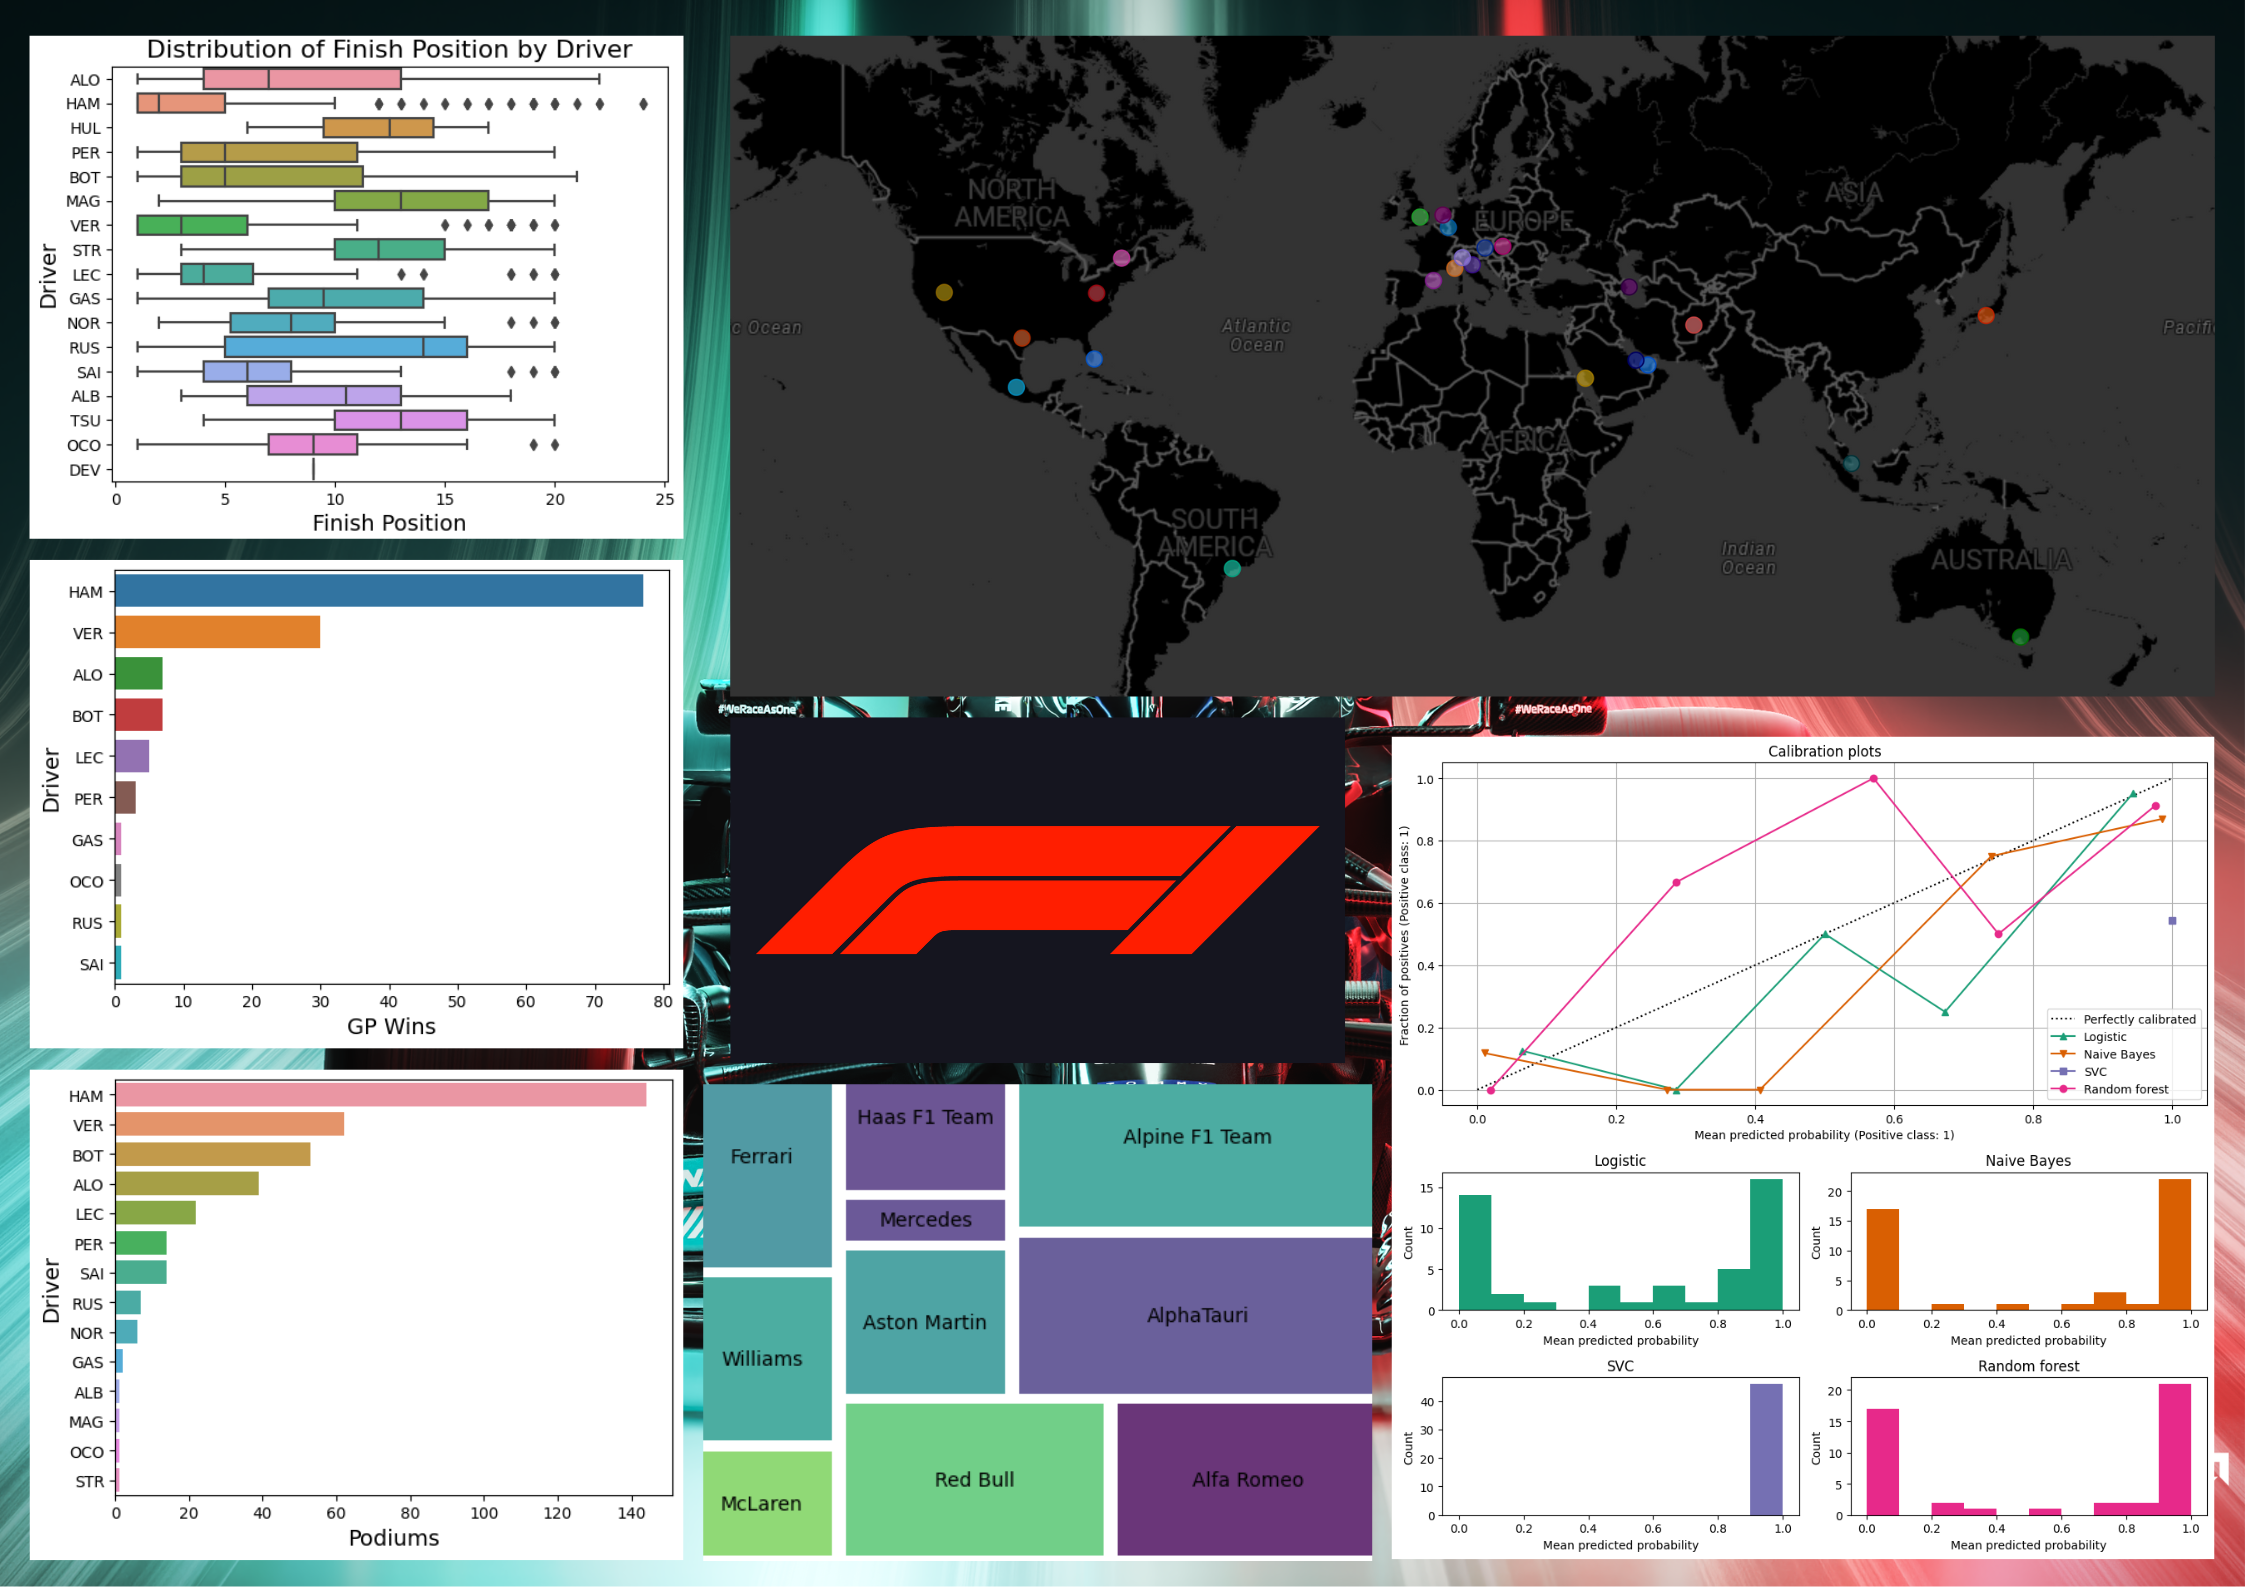 Distribution of Finish Position by Driver
Driver
ALO
HAM
HUL
PER
BOT
MAG
VER
STR
LEC
GAS
NOR
RUS
SAI
ALB
TSU
OCO
DEV
0 5 10 15 20 25
Finish Position
Driver
HAM
VER
ALO
BOT
LEC
PER
GAS
OCO
RUS
SAI
0 10 20 30 40 50 60 70 80
GP Wins
Driver
HAM
VER
BOT
ALO
LEC
PER
SAI
RUS
NOR
GAS
ALB
MAG
OCO
STR
0 20 40 60 80 100 120 140
Podiums
NORTH
AMERICA
EUROPE
ASIA
c Ocean
Atlantic
Ocean
Pacifi
AFRICA
SOUTH
AMERICA
Indian
Ocean
AUSTRALIA
#WeRaceAsOne
#WeRaceAsOne
Ferrari
Haas F1 Team
Alpine F1 Team
Mercedes
Aston Martin
AlphaTauri
Williams
McLaren
Red Bull
Alfa Romeo
Calibration plots
Fraction of positives (Positive class: 1)
1.0
0.8
0.6
0.4
0.2
0.0
Perfectly calibrated
Logistic
Naive Bayes
SVC
Random forest
0.0 0.2 0.4 0.6 0.8 1.0
Mean predicted probability (Positive class: 1)
Logistic
Count
15
10
5
0
0.0 0.2 0.4 0.6 0.8 1.0
Mean predicted probability
Naive Bayes
Count
20
15
10
5
0
0.0 0.2 0.4 0.6 0.8 1.0
Mean predicted probability
SVC
Count
40
30
20
10
0
0.0 0.2 0.4 0.6 0.8 1.0
Mean predicted probability
Random forest
Count
20
15
10
5
0
0.0 0.2 0.4 0.6 0.8 1.0
Mean predicted probability